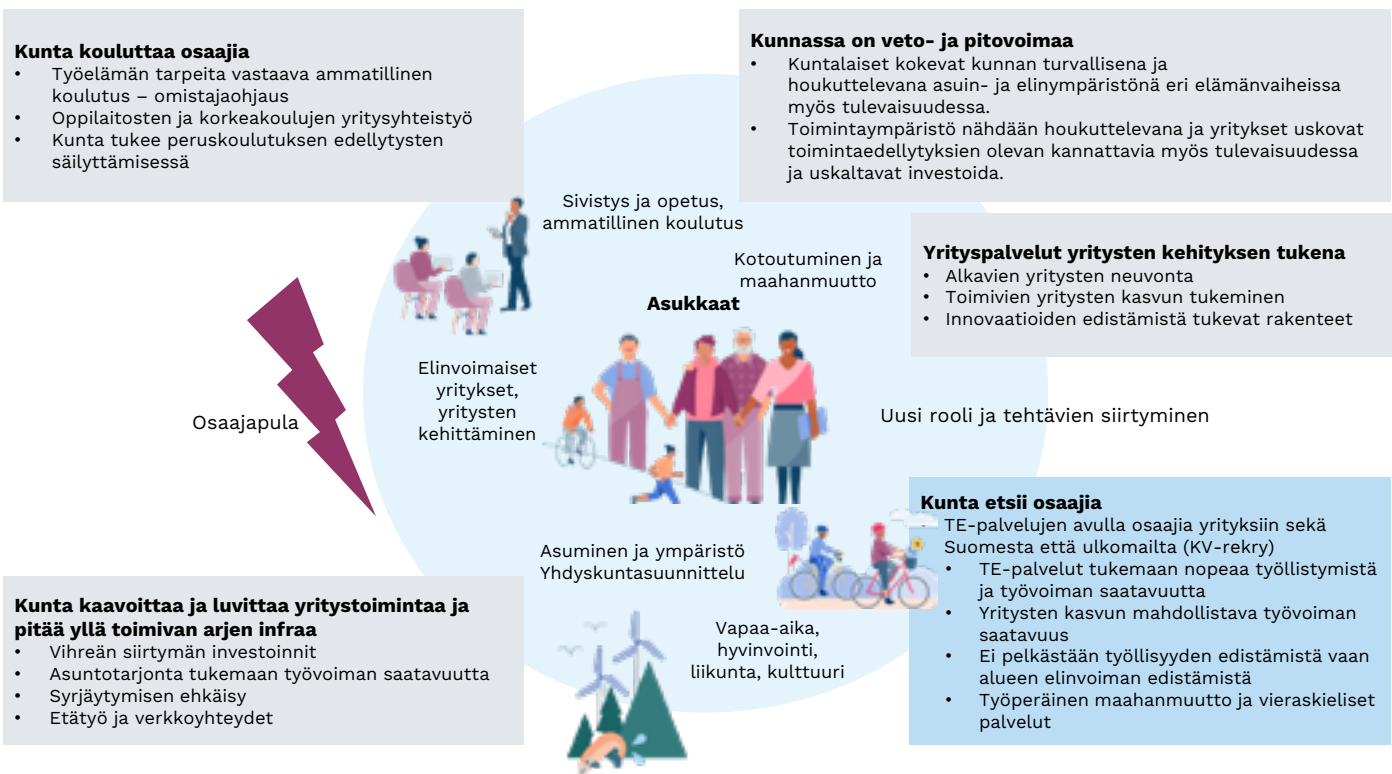 Kunta kouluttaa osaajia
• Työelämän tarpeita vastaava ammatillinen
koulutus – omistajaohjaus
• Oppilaitosten ja korkeakoulujen yritysyhteistyö
• Kunta tukee peruskoulutuksen edellytysten
säilyttämisessä
Kunnassa on veto- ja pitovoimaa
• Kuntalaiset kokevat kunnan turvallisena ja
houkuttelevana asuin- ja elinympäristönä eri elämänvaiheissa
myös tulevaisuudessa.
• Toimintaympäristö nähdään houkuttelevana ja yritykset uskovat
toimintaedellytyksien olevan kannattavia myös tulevaisuudessa
ja uskaltavat investoida.
Sivistys ja opetus,
ammatillinen koulutus
Kotoutuminen ja
maahanmuutto
Yrityspalvelut yritysten kehityksen tukena
• Alkavien yritysten neuvonta
• Toimivien yritysten kasvun tukeminen
• Innovaatioiden edistämistä tukevat rakenteet
Asukkaat
Elinvoimaiset
yritykset,
yritysten
kehittäminen
Osaajapula
Uusi rooli ja tehtävien siirtyminen
Kunta etsii osaajia
• TE-palvelujen avulla osaajia yrityksiin sekä
Suomesta että ulkomailta (KV-rekry)
• TE-palvelut tukemaan nopeaa työllistymistä
ja työvoiman saatavuutta
• Yritysten kasvun mahdollistava työvoiman
saatavuus
• Ei pelkästään työllisyyden edistämistä vaan
alueen elinvoiman edistämistä
• Työperäinen maahanmuutto ja vieraskieliset
palvelut
Asuminen ja ympäristö
Yhdyskuntasuunnittelu
Kunta kaavoittaa ja luvittaa yritystoimintaa ja
pitää yllä toimivan arjen infraa
• Vihreän siirtymän investoinnit
• Asuntotarjonta tukemaan työvoiman saatavuutta
• Syrjäytymisen ehkäisy
• Etätyö ja verkkoyhteydet
Vapaa-aika,
hyvinvointi,
liikunta, kulttuuri